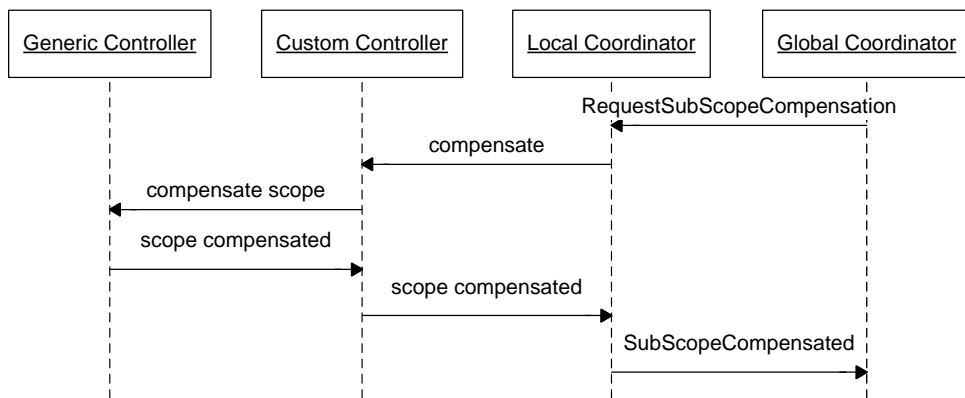 Generic Controller
Custom Controller
Local Coordinator
Global Coordinator
RequestSubScopeCompensation
compensate
compensate scope
scope compensated
scope compensated
SubScopeCompensated